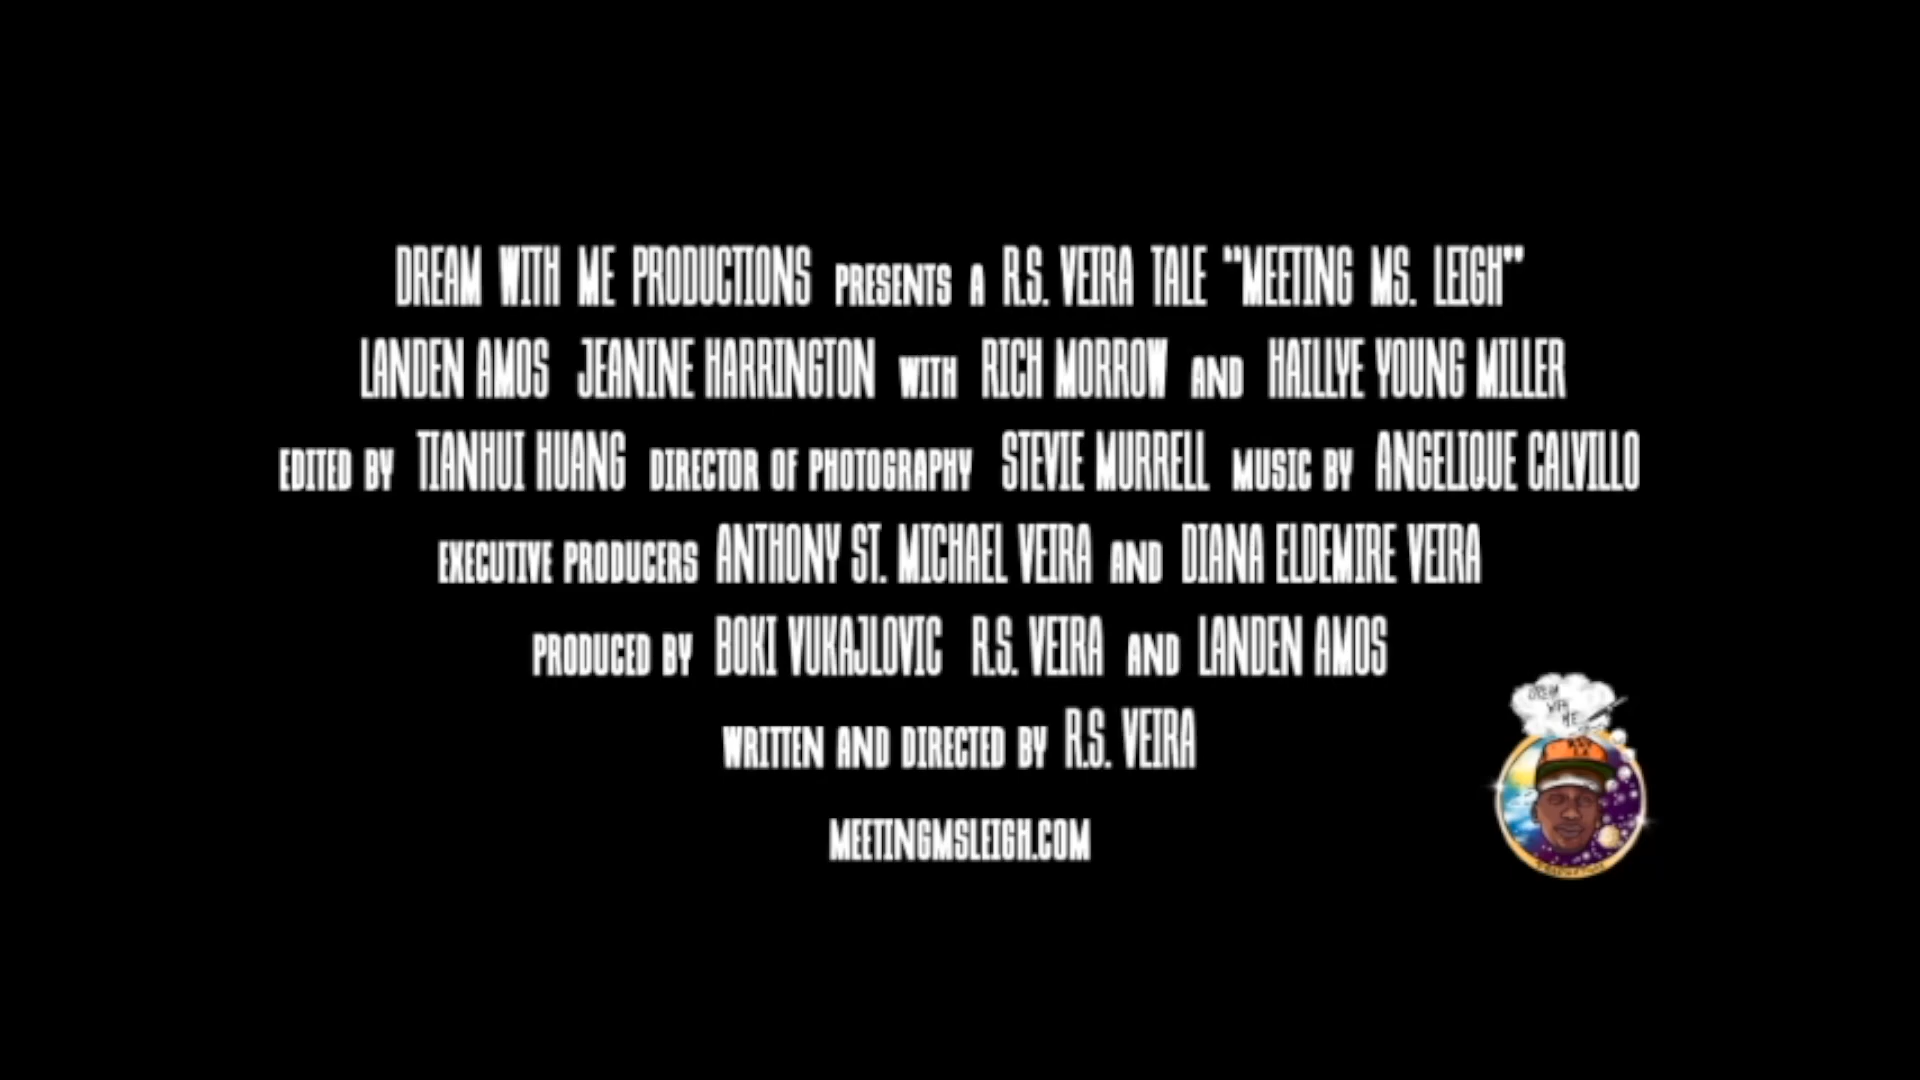 DREAM WITH ME PRODUCTIONS PRESENTS A R.S. VEIRA TALE "MEETING MS. LEIGH"
LANDEN AMOS JEANINE HARRINGTON WITH RICH MORROW AND HAILLYE YOUNG MILLER
EDITED BY TIANHUI HUANG DIRECTOR OF PHOTOGRAPHY STEVIE MURRELL MUSIC BY ANGELIQUE CALVILLO
EXECUTIVE PRODUCERS ANTHONY ST. MICHAEL VEIRA AND DIANA ELDEMIRE VEIRA
PRODUCED BY BOKI VUKAJLOVIC R.S. VEIRA AND LANDEN AMOS
WRITTEN AND DIRECTED BY R.S. VEIRA
MEETINGMSLEIGH.COM
DREAM
WITH
ME